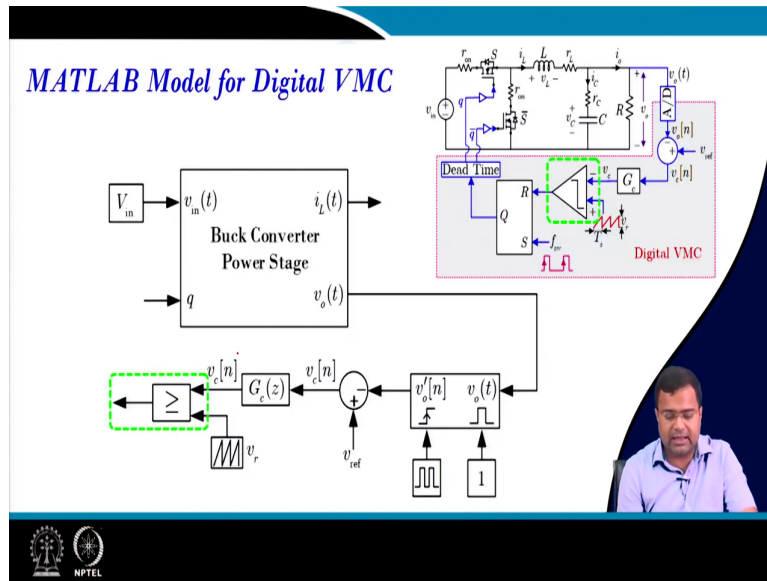 MATLAB Model for Digital VMC
r_on S i_L L r_L i_o
v_o(t)
+ v_L −
i_C
r_on
r_C
+
v_in
q
q̄
S̄
v_C
C
R
v_o
A/D
v_o[n]
v_ref
v_c[n]
Dead Time
R
Q
S
v_c
G_c
v_r
T_s
f_sw
Digital VMC
V_in
v_in(t) i_L(t)
Buck Converter
Power Stage
q v_o(t)
v_c[n] v_c[n]
G_c(z)
≥
v_r
v_ref
v'_o[n] v_o(t)
1
NPTEL